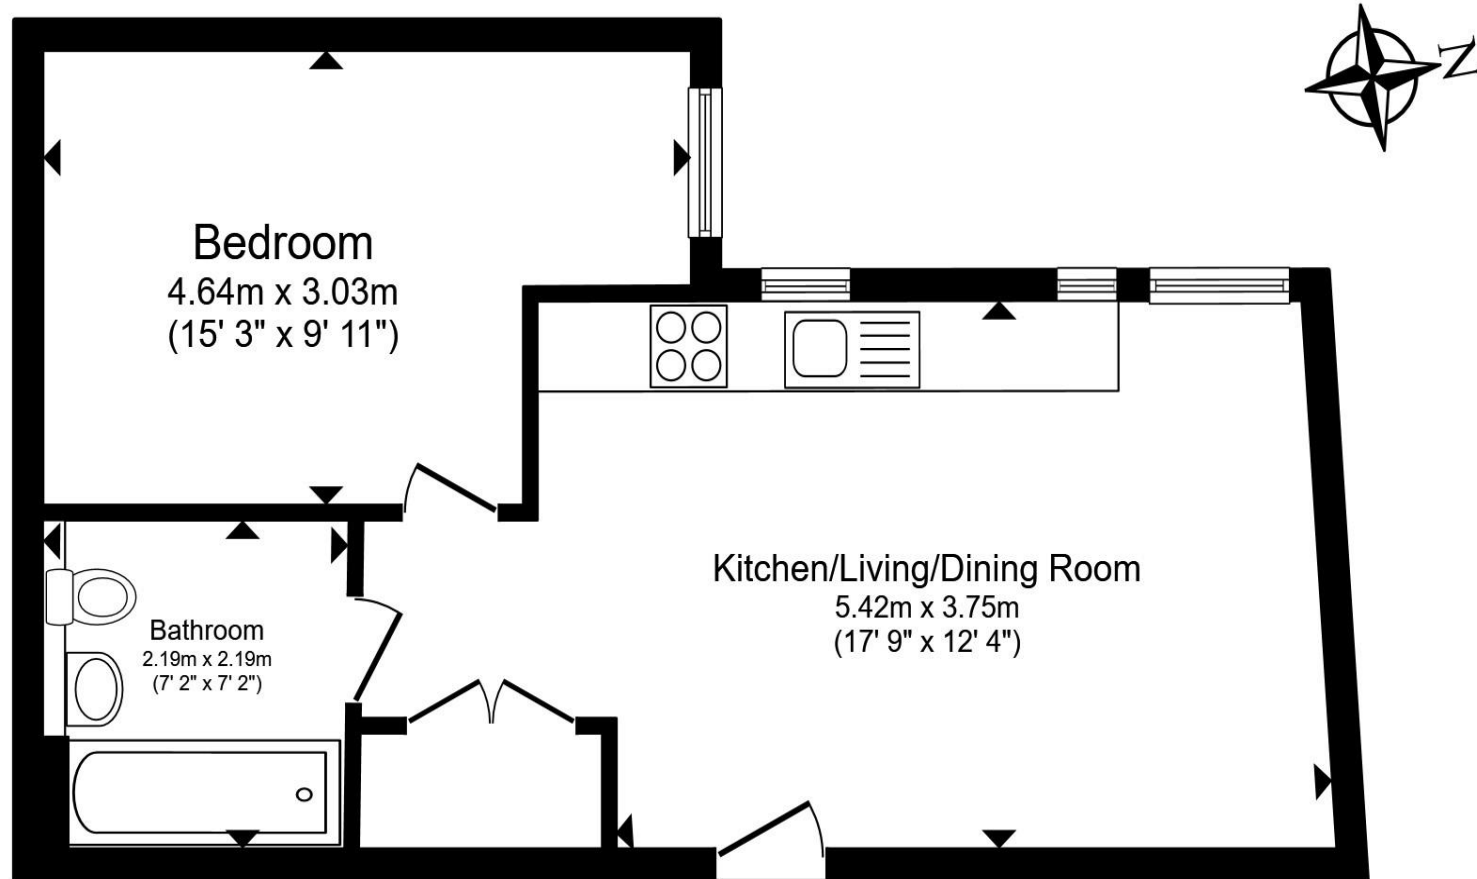 N
Bedroom
4.64m x 3.03m
(15' 3" x 9' 11")
Kitchen/Living/Dining Room
5.42m x 3.75m
(17' 9" x 12' 4")
Bathroom
2.19m x 2.19m
(7' 2" x 7' 2")